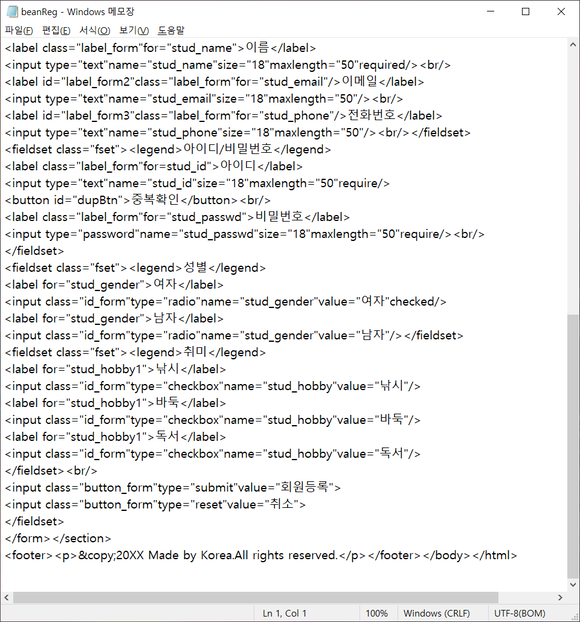 beanReg - Windows 메모장
파일(F) 편집(E) 서식(O) 보기(V) 도움말
<label class="label_form"for="stud_name">이름</label>
<input type="text"name="stud_name"size="18"maxlength="50"required/><br/>
<label id="label_form2"class="label_form"for="stud_email"/>이메일</label>
<input type="text"name="stud_email"size="18"maxlength="50"/><br/>
<label id="label_form3"class="label_form"for="stud_phone"/>전화번호</label>
<input type="text"name="stud_phone"size="18"maxlength="50"/><br/></fieldset>
<fieldset class="fset"><legend>아이디/비밀번호</legend>
<label class="label_form"for=stud_id">아이디</label>
<input type="text"name="stud_id"size="18"maxlength="50"require/>
<button id="dupBtn">중복확인</button><br/>
<label class="label_form"for="stud_passwd">비밀번호</label>
<input type="password"name="stud_passwd"size="18"maxlength="50"require/><br/>
</fieldset>
<fieldset class="fset"><legend>성별</legend>
<label for="stud_gender">여자</label>
<input class="id_form"type="radio"name="stud_gender"value="여자"checked/>
<label for="stud_gender">남자</label>
<input class="id_form"type="radio"name="stud_gender"value="남자"/></fieldset>
<fieldset class="fset"><legend>취미</legend>
<label for="stud_hobby1">낚시</label>
<input class="id_form"type="checkbox"name="stud_hobby"value="낚시"/>
<label for="stud_hobby1">바둑</label>
<input class="id_form"type="checkbox"name="stud_hobby"value="바둑"/>
<label for="stud_hobby1">독서</label>
<input class="id_form"type="checkbox"name="stud_hobby"value="독서"/>
</fieldset><br/>
<input class="button_form"type="submit"value="회원등록">
<input class="button_form"type="reset"value="취소">
</fieldset>
</form></section>
<footer><p>&copy;20XX Made by Korea.All rights reserved.</p></footer></body></html>
Ln 1, Col 1 100% Windows (CRLF) UTF-8(BOM)